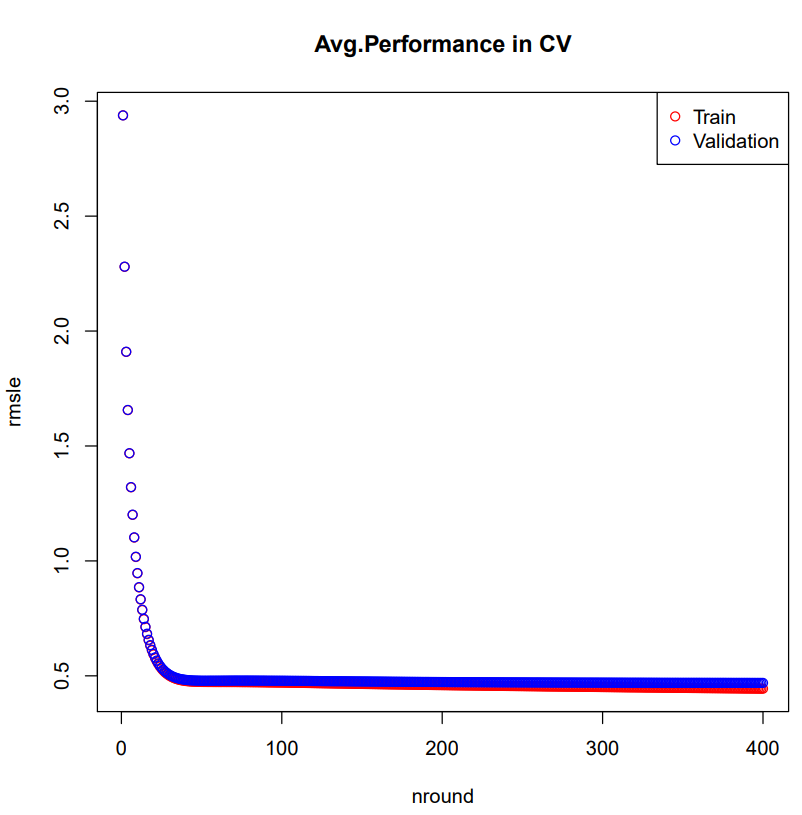 Avg.Performance in CV
Train
Validation
rmsle
3.0
2.5
2.0
1.5
1.0
0.5
0 100 200 300 400
nround